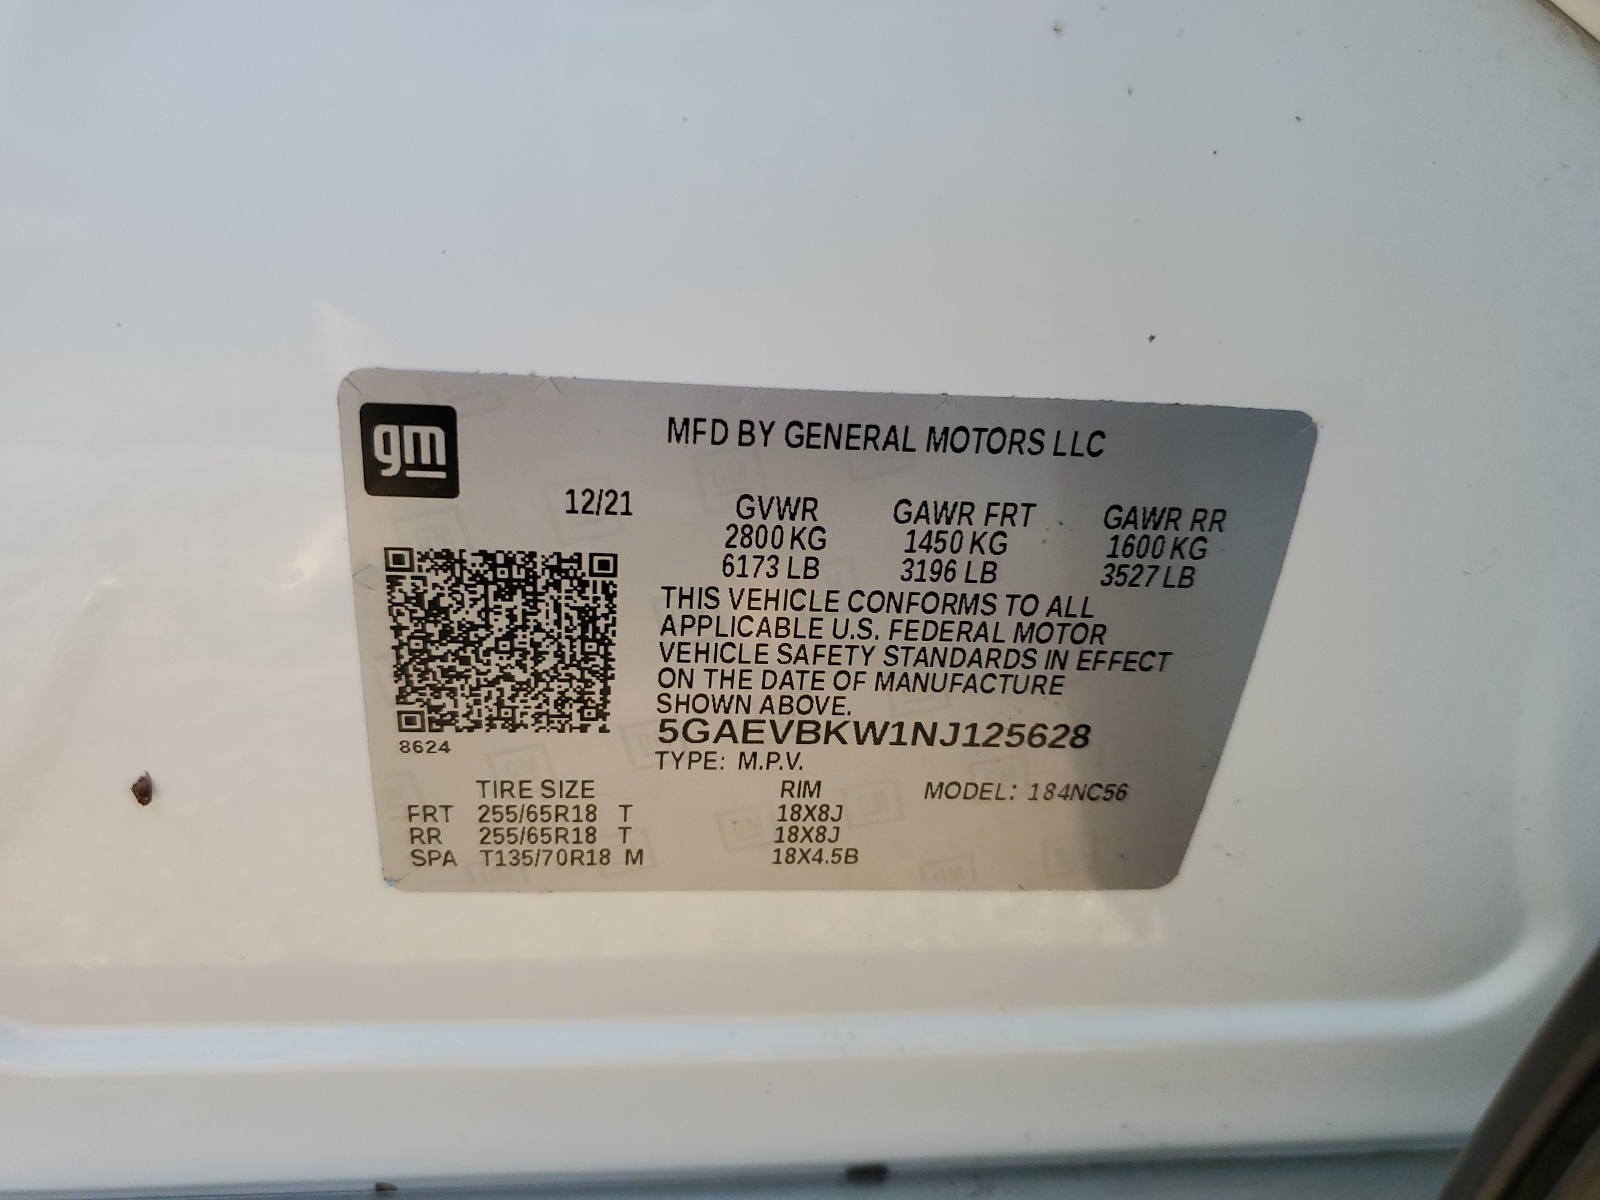 gm
MFD BY GENERAL MOTORS LLC
12/21 GVWR GAWR FRT GAWR RR
2800 KG 1450 KG 1600 KG
6173 LB 3196 LB 3527 LB
THIS VEHICLE CONFORMS TO ALL
APPLICABLE U.S. FEDERAL MOTOR
VEHICLE SAFETY STANDARDS IN EFFECT
ON THE DATE OF MANUFACTURE
SHOWN ABOVE.
5GAEVBKW1NJ125628
8624
TYPE: M.P.V.
TIRE SIZE RIM MODEL: 184NC56
FRT 255/65R18 T 18X8J
RR 255/65R18 T 18X8J
SPA T135/70R18 M 18X4.5B